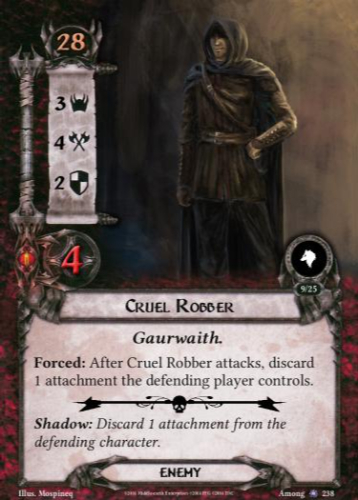 28
3
4
2
4
9/25
Cruel Robber
Gaurwaith.
Forced: After Cruel Robber attacks, discard
1 attachment the defending player controls.
Shadow: Discard 1 attachment from the
defending character.
ENEMY
Illus. Mospineq
Among 238